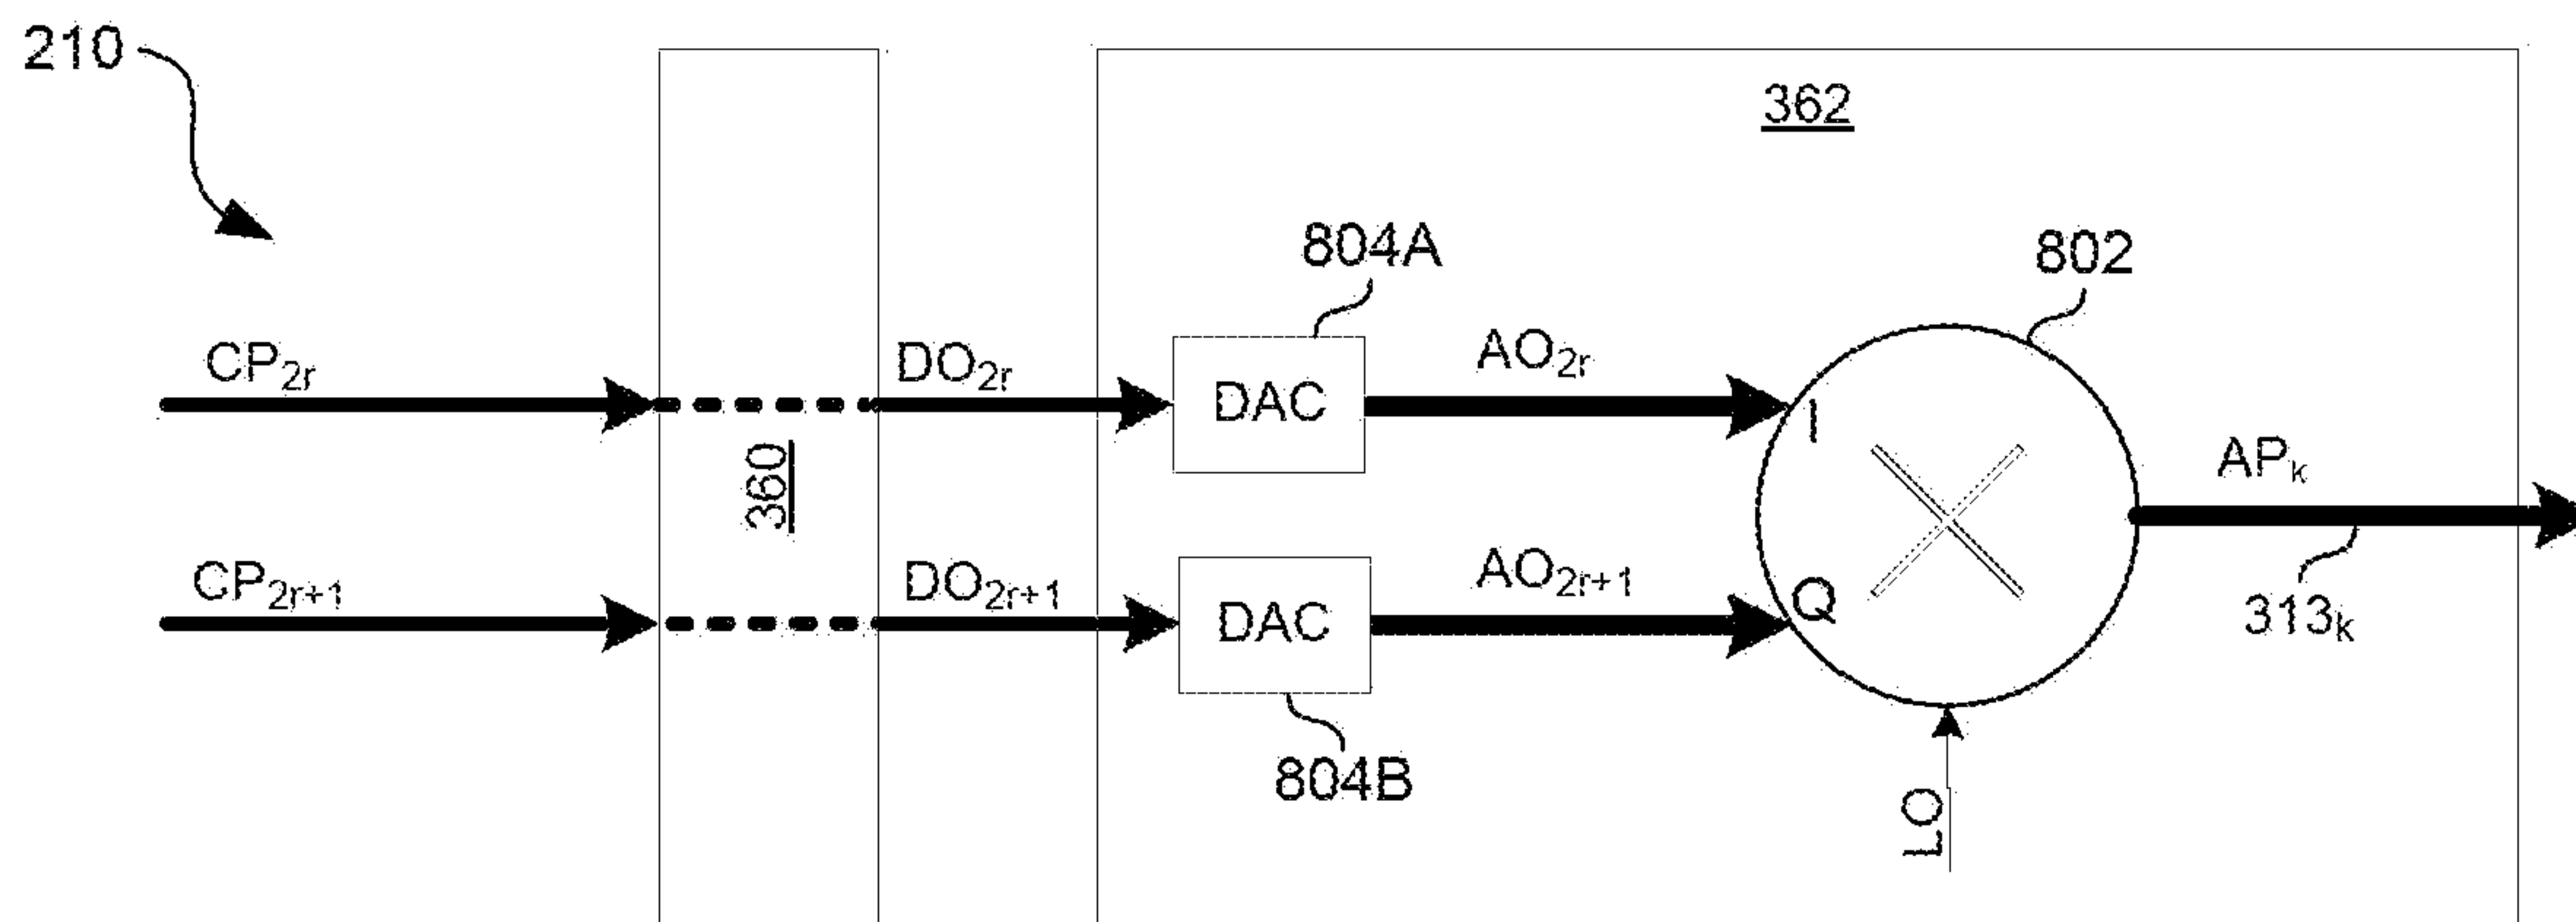 210
362
804A
802
CP2r
DO2r
DAC
AO2r
I
360
APk
CP2r+1
DO2r+1
DAC
AO2r+1
Q
313k
804B
LO